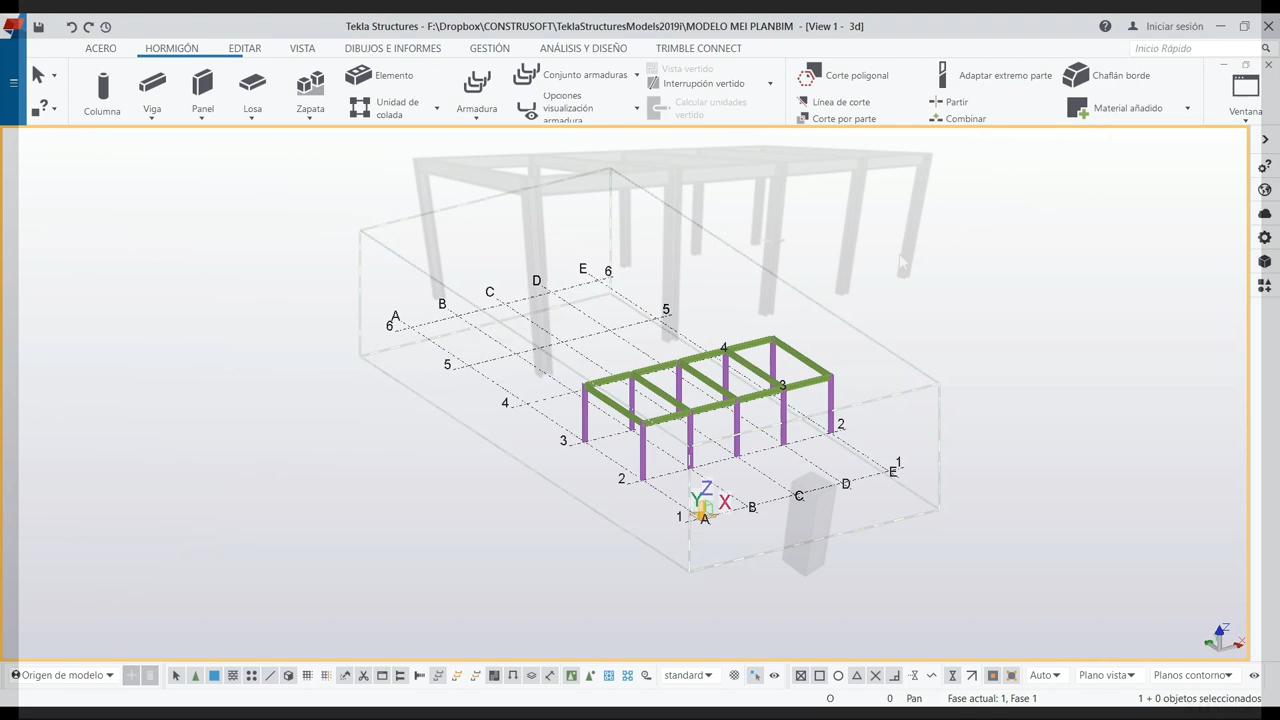 Tekla Structures - F:\Dropbox\CONSTRUSOFT\TeklaStructuresModels2019i\MODELO MEI PLANBIM - [View 1 - 3d]
Iniciar sesión
ACERO HORMIGÓN EDITAR VISTA DIBUJOS E INFORMES GESTIÓN ANÁLISIS Y DISEÑO TRIMBLE CONNECT
Inicio Rápido
Columna
Viga
Panel
Losa
Zapata
Elemento
Unidad de
colada
Armadura
Conjunto armaduras
Opciones
visualización
armadura
Vista vertido
Interrupción vertido
Calcular unidades
vertido
Corte poligonal
Línea de corte
Corte por parte
Adaptar extremo parte
Partir
Combinar
Chaflán borde
Material añadido
Ventana
E 6
D
C
B
A
6
5
5
4
4
3
3
2
2
1
E
D
C
B
A
1
Z
Y X
Z
Origen de modelo
standard
Auto
Plano vista
Planos contorno
O 0 Pan Fase actual: 1, Fase 1 1 + 0 objetos seleccionados